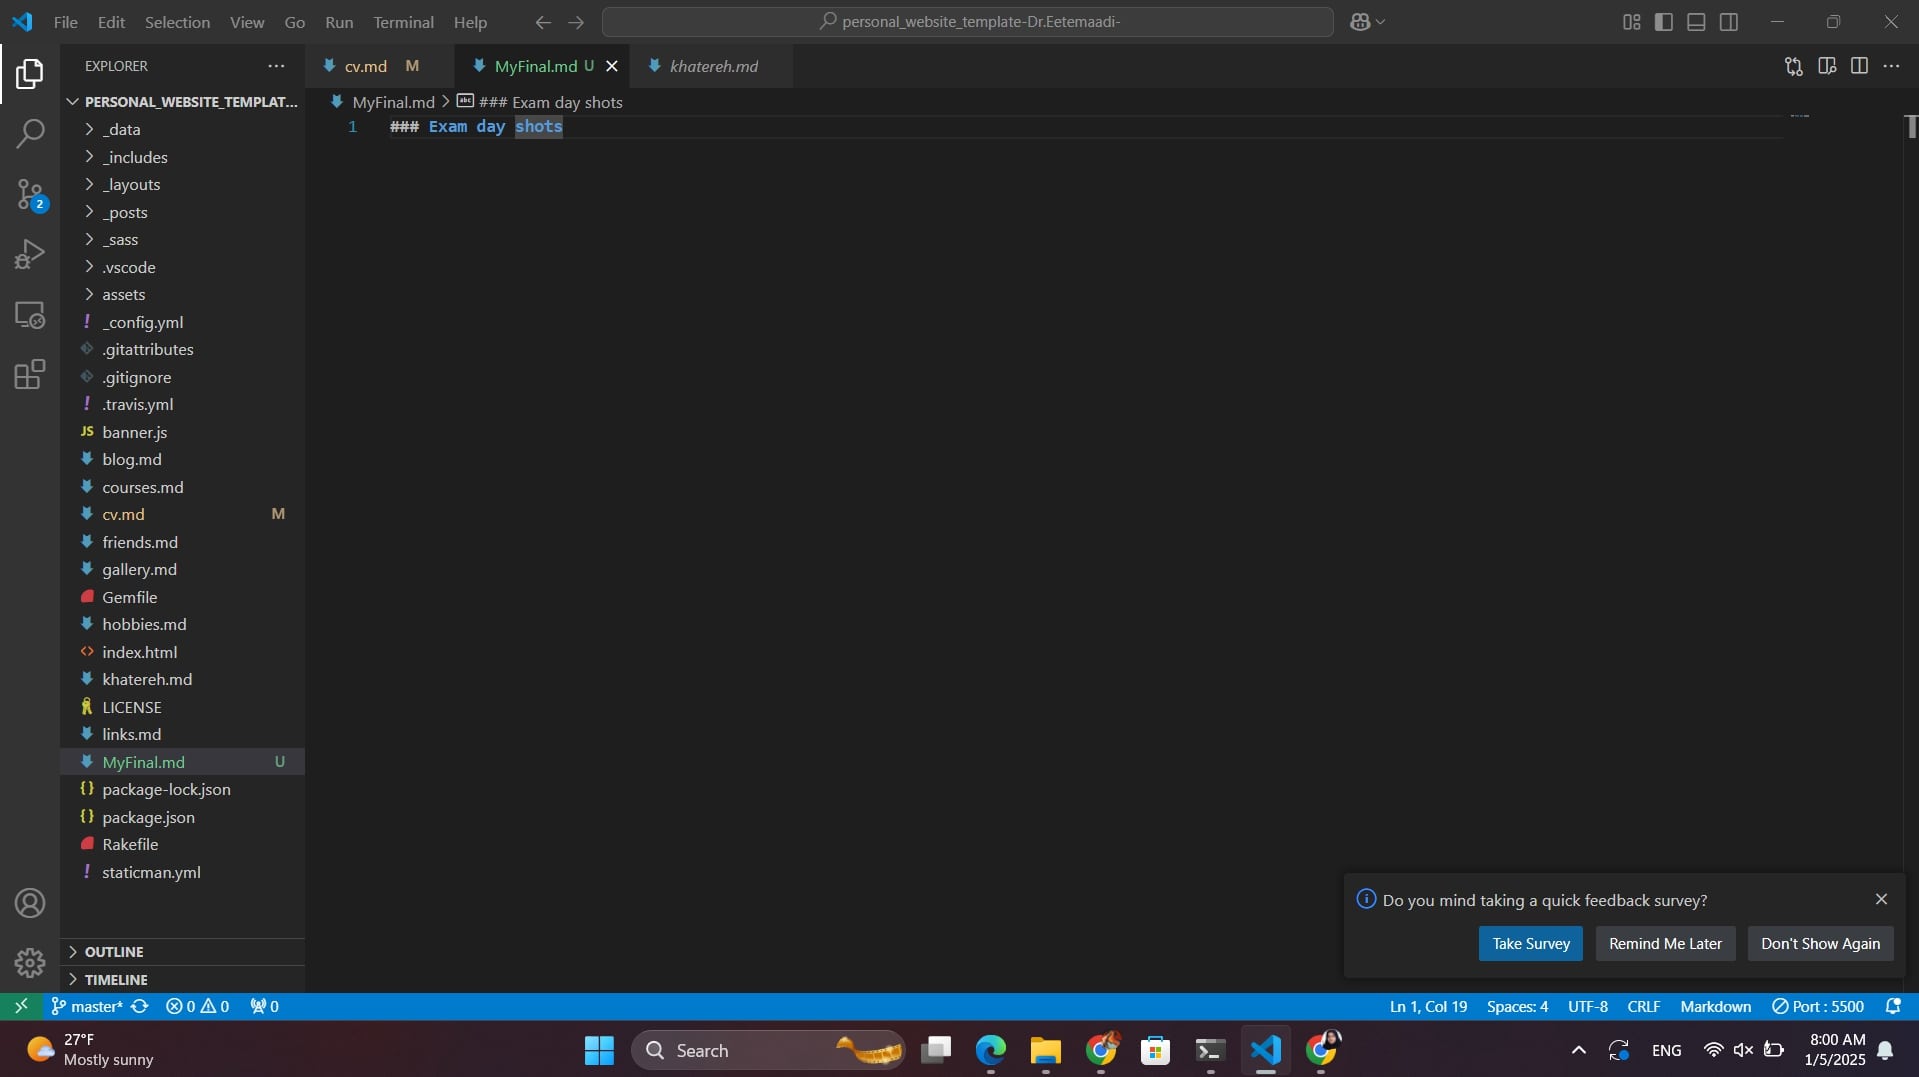 File Edit Selection View Go Run Terminal Help
personal_website_template-Dr.Eetemaadi-
EXPLORER
cv.md M
MyFinal.md U
khatereh.md
PERSONAL_WEBSITE_TEMPLAT...
MyFinal.md > ### Exam day shots
1 ### Exam day shots
_data
_includes
_layouts
_posts
_sass
.vscode
assets
_config.yml
.gitattributes
.gitignore
.travis.yml
JS banner.js
blog.md
courses.md
cv.md M
friends.md
gallery.md
Gemfile
hobbies.md
index.html
khatereh.md
LICENSE
links.md
MyFinal.md U
package-lock.json
package.json
Rakefile
staticman.yml
2
OUTLINE
TIMELINE
Do you mind taking a quick feedback survey?
Take Survey
Remind Me Later
Don't Show Again
master* 0 0 0
Ln 1, Col 19 Spaces: 4 UTF-8 CRLF Markdown Port : 5500
27°F
Mostly sunny
Search
ENG
8:00 AM
1/5/2025